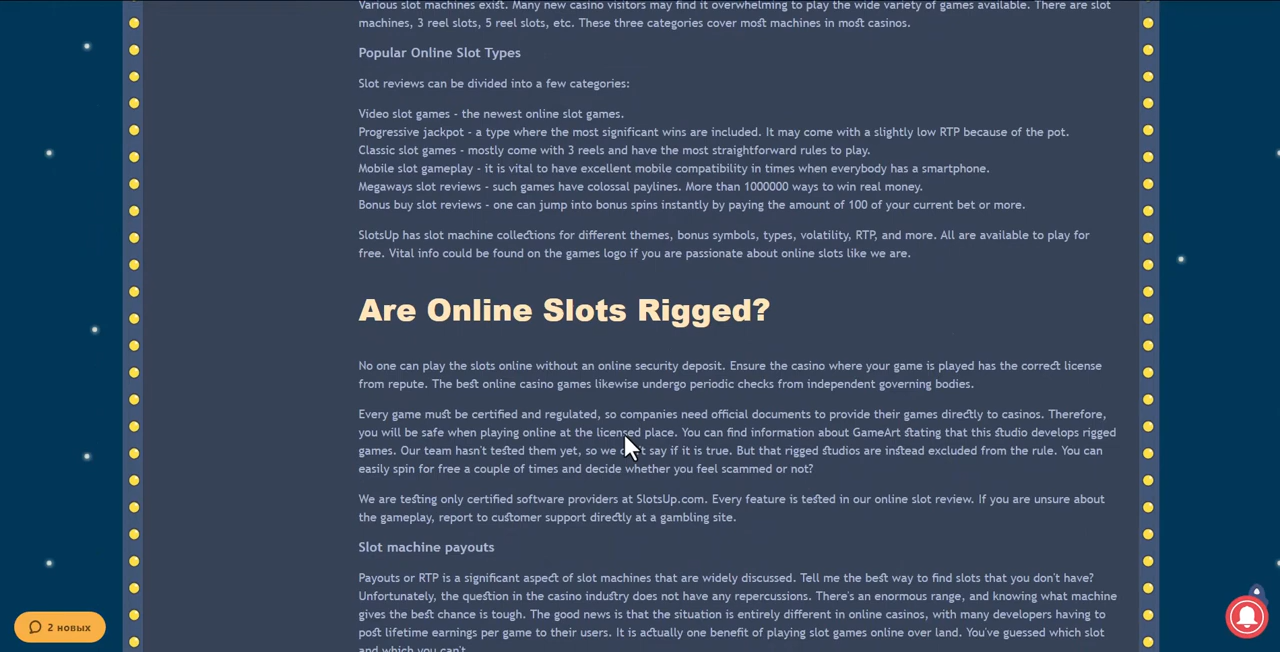 Various slot machines exist. Many new casino visitors may find it overwhelming to play the wide variety of games available. There are slot
machines, 3 reel slots, 5 reel slots, etc. These three categories cover most machines in most casinos.
Popular Online Slot Types
Slot reviews can be divided into a few categories:
Video slot games - the newest online slot games.
Progressive jackpot - a type where the most significant wins are included. It may come with a slightly low RTP because of the pot.
Classic slot games - mostly come with 3 reels and have the most straightforward rules to play.
Mobile slot gameplay - it is vital to have excellent mobile compatibility in times when everybody has a smartphone.
Megaways slot reviews - such games have colossal paylines. More than 1000000 ways to win real money.
Bonus buy slot reviews - one can jump into bonus spins instantly by paying the amount of 100 of your current bet or more.
SlotsUp has slot machine collections for different themes, bonus symbols, types, volatility, RTP, and more. All are available to play for
free. Vital info could be found on the games logo if you are passionate about online slots like we are.
Are Online Slots Rigged?
No one can play the slots online without an online security deposit. Ensure the casino where your game is played has the correct license
from repute. The best online casino games likewise undergo periodic checks from independent governing bodies.
Every game must be certified and regulated, so companies need official documents to provide their games directly to casinos. Therefore,
you will be safe when playing online at the licensed place. You can find information about GameArt stating that this studio develops rigged
games. Our team hasn't tested them yet, so we say if it is true. But that rigged studios are instead excluded from the rule. You can
easily spin for free a couple of times and decide whether you feel scammed or not?
We are testing only certified software providers at SlotsUp.com. Every feature is tested in our online slot review. If you are unsure about
the gameplay, report to customer support directly at a gambling site.
Slot machine payouts
Payouts or RTP is a significant aspect of slot machines that are widely discussed. Tell me the best way to find slots that you don't have?
Unfortunately, the question in the casino industry does not have any repercussions. There's an enormous range, and knowing what machine
gives the best chance is tough. The good news is that the situation is entirely different in online casinos, with many developers having to
post lifetime earnings per game to their users. It is actually one benefit of playing slot games online over land. You've guessed which slot
and which you can't.
2 новых